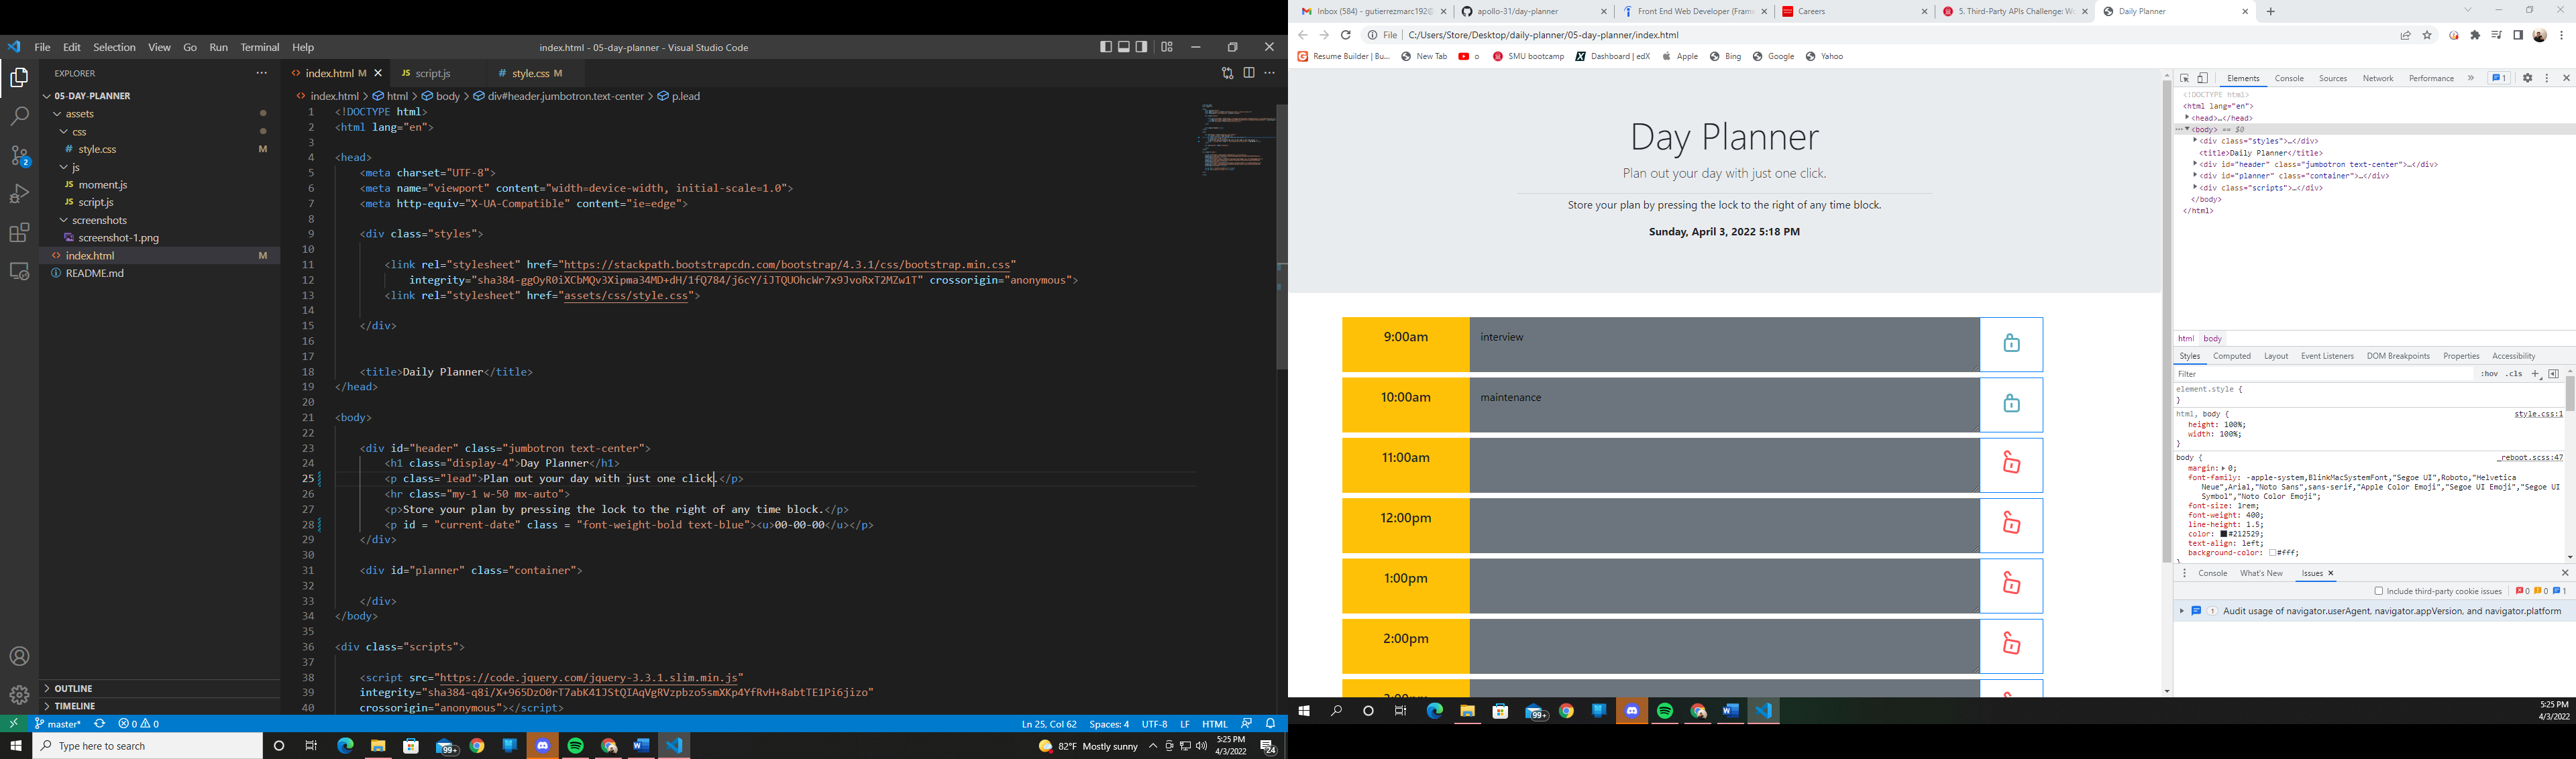 File Edit Selection View Go Run Terminal Help
index.html - 05-day-planner - Visual Studio Code
EXPLORER
05-DAY-PLANNER
assets
css
# style.css M
js
JS moment.js
JS script.js
screenshots
screenshot-1.png
<> index.html M
README.md
OUTLINE
TIMELINE
<> index.html M
JS script.js
# style.css M
<> index.html > html > body > div#header.jumbotron.text-center > p.lead
1 <!DOCTYPE html>
2 <html lang="en">
3
4 <head>
5 <meta charset="UTF-8">
6 <meta name="viewport" content="width=device-width, initial-scale=1.0">
7 <meta http-equiv="X-UA-Compatible" content="ie=edge">
8
9 <div class="styles">
10
11 <link rel="stylesheet" href="https://stackpath.bootstrapcdn.com/bootstrap/4.3.1/css/bootstrap.min.css"
12 integrity="sha384-ggOyR0iXCbMQv3Xipma34MD+dH/1fQ784/j6cY/iJTQUOhcWr7x9JvoRxT2MZw1T" crossorigin="anonymous">
13 <link rel="stylesheet" href="assets/css/style.css">
14
15 </div>
16
17
18 <title>Daily Planner</title>
19 </head>
20
21 <body>
22
23 <div id="header" class="jumbotron text-center">
24 <h1 class="display-4">Day Planner</h1>
25 <p class="lead">Plan out your day with just one click.</p>
26 <hr class="my-1 w-50 mx-auto">
27 <p>Store your plan by pressing the lock to the right of any time block.</p>
28 <p id = "current-date" class = "font-weight-bold text-blue"><u>00-00-00</u></p>
29 </div>
30
31 <div id="planner" class="container">
32
33 </div>
34 </body>
35
36 <div class="scripts">
37
38 <script src="https://code.jquery.com/jquery-3.3.1.slim.min.js"
39 integrity="sha384-q8i/X+965DzO0rT7abK41JStQIAqVgRVzpbzo5smXKp4YfRvH+8abtTE1Pi6jizo"
40 crossorigin="anonymous"></script>
2
master* 0 0
Ln 25, Col 62 Spaces: 4 UTF-8 LF HTML
Type here to search
99+
82°F Mostly sunny
5:25 PM
4/3/2022
24
Inbox (584) - gutierrezmarc192@
apollo-31/day-planner
Front End Web Developer (Fram
Careers
5. Third-Party APIs Challenge: W
Daily Planner
File | C:/Users/Store/Desktop/daily-planner/05-day-planner/index.html
Resume Builder | Bu...
New Tab
o
SMU bootcamp
Dashboard | edX
Apple
Bing
Google
Yahoo
Day Planner
Plan out your day with just one click.
Store your plan by pressing the lock to the right of any time block.
Sunday, April 3, 2022 5:18 PM
9:00am interview
10:00am maintenance
11:00am
12:00pm
1:00pm
2:00pm
3:00pm
Elements Console Sources Network Performance » 1
<!DOCTYPE html>
<html lang="en">
<head>…</head>
<body> == $0
<div class="styles">…</div>
<title>Daily Planner</title>
<div id="header" class="jumbotron text-center">…</div>
<div id="planner" class="container">…</div>
<div class="scripts">…</div>
</body>
</html>
html body
Styles Computed Layout Event Listeners DOM Breakpoints Properties Accessibility
Filter :hov .cls +
element.style {
}
html, body { style.css:1
height: 100%;
width: 100%;
}
body { _reboot.scss:47
margin: 0;
font-family: -apple-system,BlinkMacSystemFont,"Segoe UI",Roboto,"Helvetica
Neue",Arial,"Noto Sans",sans-serif,"Apple Color Emoji","Segoe UI Emoji","Segoe UI
Symbol","Noto Color Emoji";
font-size: 1rem;
font-weight: 400;
line-height: 1.5;
color: #212529;
text-align: left;
background-color: #fff;
}
Console What's New Issues
Include third-party cookie issues 0 0 1
1 Audit usage of navigator.userAgent, navigator.appVersion, and navigator.platform
99+
5:25 PM
4/3/2022